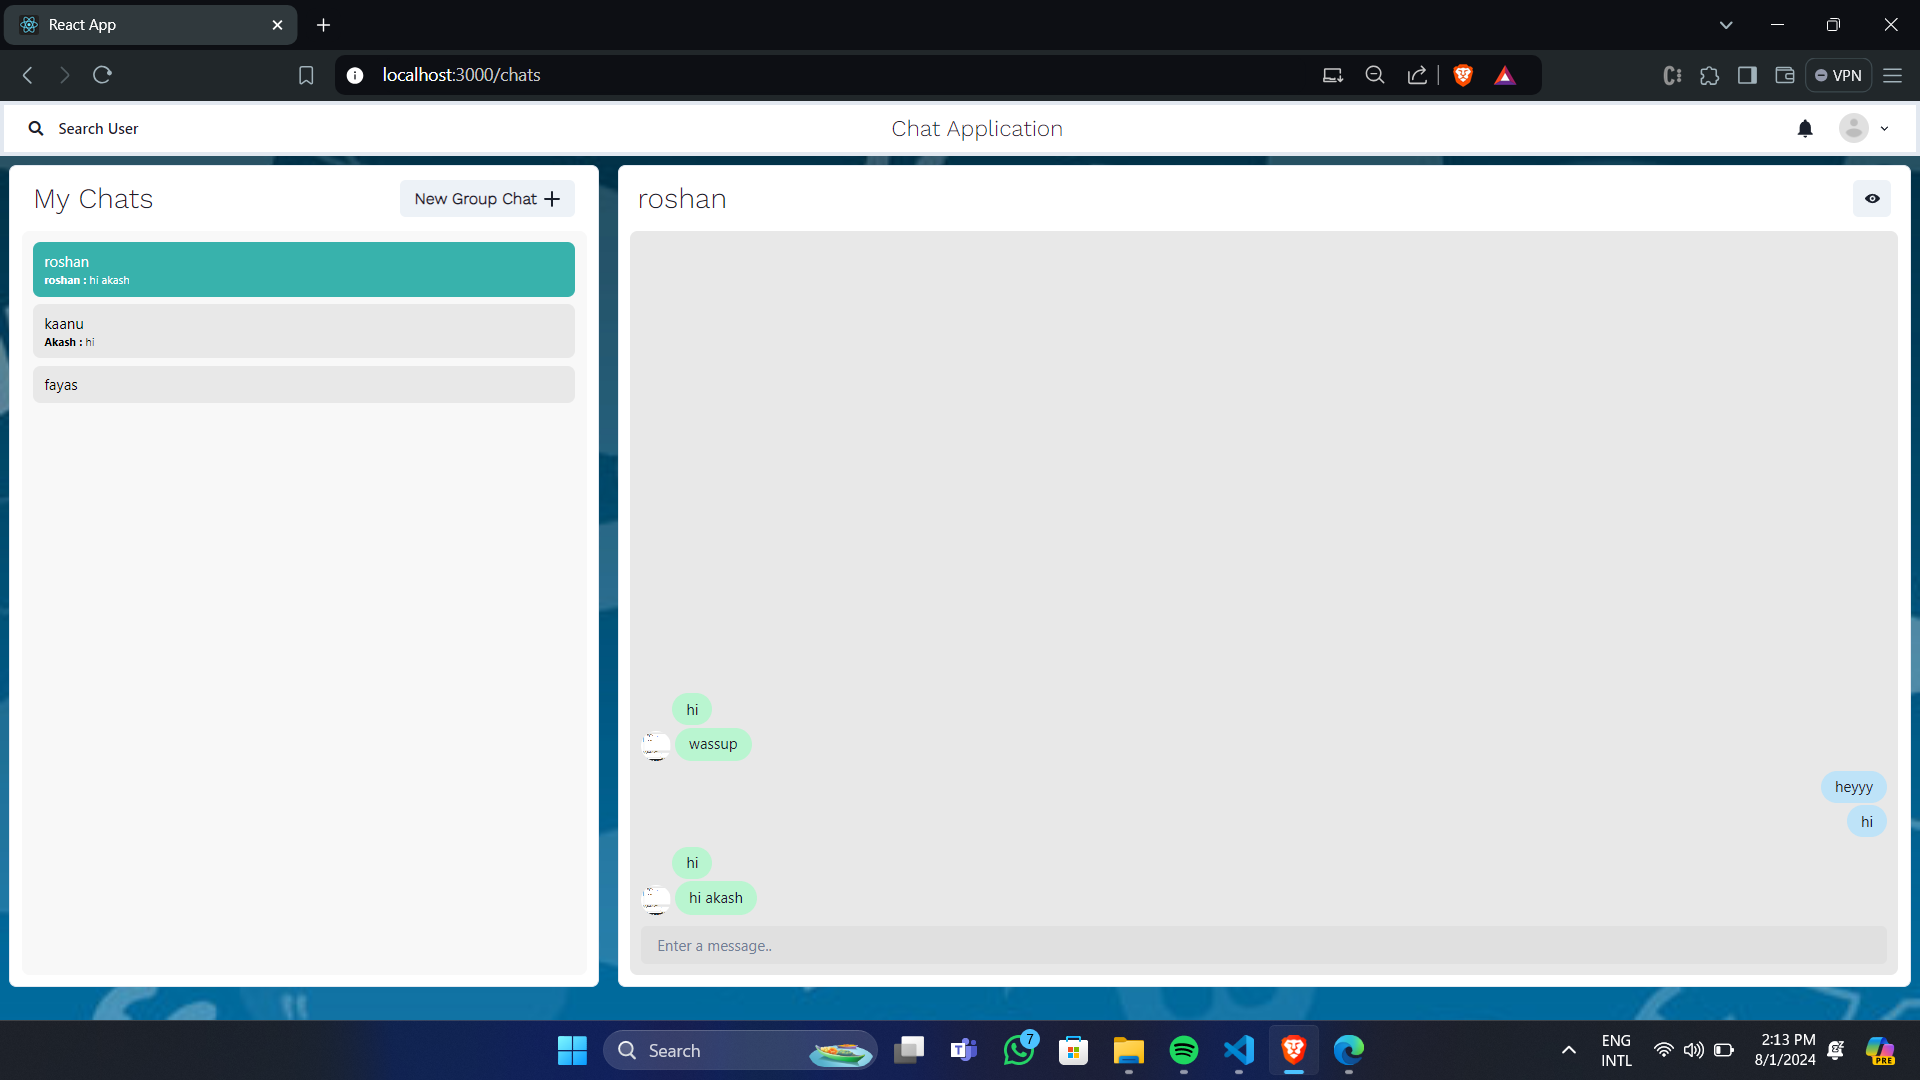 React App
localhost:3000/chats
VPN
Search User
Chat Application
My Chats
New Group Chat
roshan
roshan : hi akash
kaanu
Akash : hi
fayas
roshan
hi
wassup
heyyy
hi
hi
hi akash
Enter a message..
Search
7
ENG
INTL
2:13 PM
8/1/2024
PRE